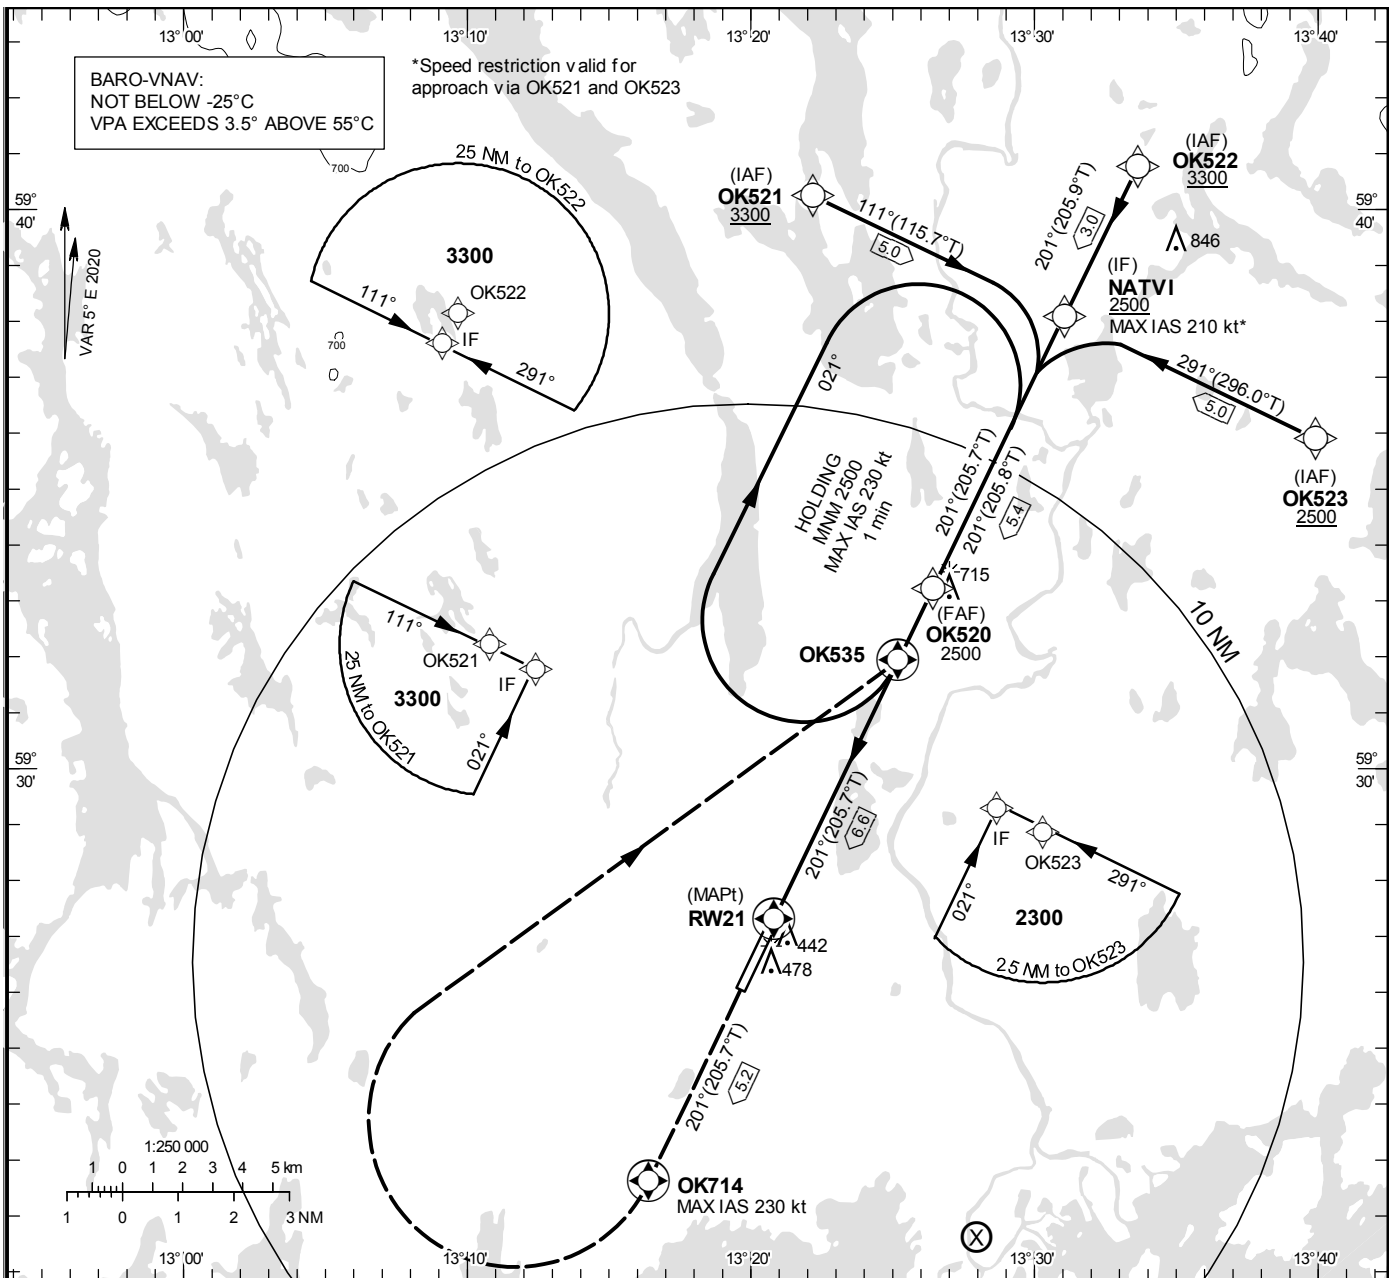 13°00'
13°10'
13°20'
13°30'
13°40'
BARO-VNAV:
NOT BELOW -25°C
VPA EXCEEDS 3.5° ABOVE 55°C
*Speed restriction valid for
approach via OK521 and OK523
700
25 NM to OK522
3300
OK522
111°
IF
291°
700
(IAF)
OK521
3300
111°(115.7°T)
5.0
(IAF)
OK522
3300
201°(205.9°T)
3.0
846
59°
40'
59°
40'
VAR 5° E 2020
(IF)
NATVI
2500
MAX IAS 210 kt*
291°(296.0°T)
5.0
(IAF)
OK523
2500
021°
HOLDING
MNM 2500
MAX IAS 230 kt
1 min
201°(205.7°T)
201°(205.8°T)
5.4
715
(FAF)
OK520
2500
OK535
10 NM
111°
OK521
IF
3300
021°
25 NM to OK521
59°
30'
59°
30'
201°(205.7°T)
6.6
IF
OK523
291°
021°
2300
25 NM to OK523
(MAPt)
RW21
442
478
201°(205.7°T)
5.2
OK714
MAX IAS 230 kt
1:250 000
1 0 1 2 3 4 5 km
1 0 1 2 3 NM
X
13°00'
13°10'
13°20'
13°30'
13°40'